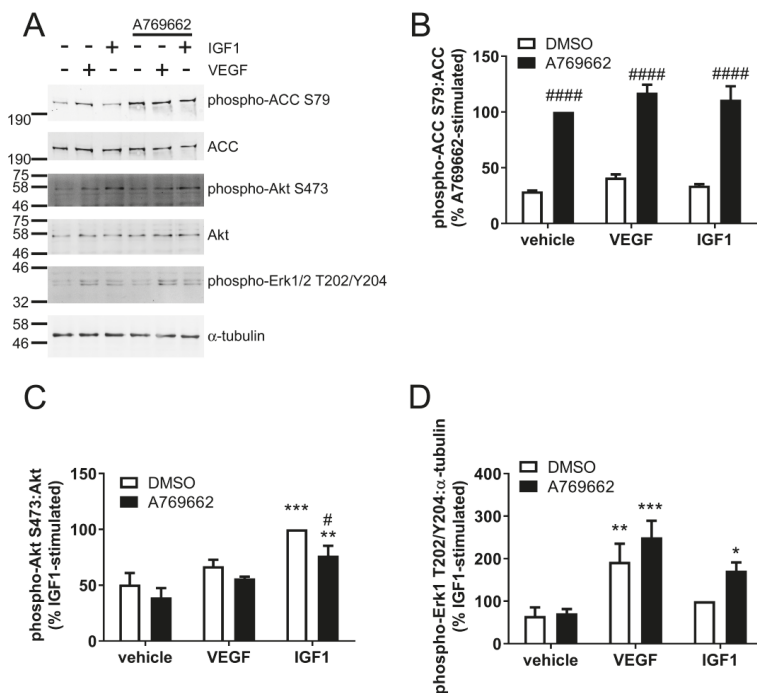 A
A769662
- - + - - + IGF1
- + - - + - VEGF
190
phospho-ACC S79
190
ACC
75
58
46
phospho-Akt S473
75
58
46
Akt
46
32
phospho-Erk1/2 T202/Y204
58
46
α-tubulin
B
DMSO
A769662
phospho-ACC S79:ACC
(% A769662-stimulated)
150
100
50
0
####
####
####
vehicle VEGF IGF1
C
DMSO
A769662
phospho-Akt S473:Akt
(% IGF1-stimulated)
150
100
50
0
***
#
**
vehicle VEGF IGF1
D
DMSO
A769662
phospho-Erk1 T202/Y204:α-tubulin
(% IGF1-stimulated)
400
300
200
100
0
**
***
*
vehicle VEGF IGF1